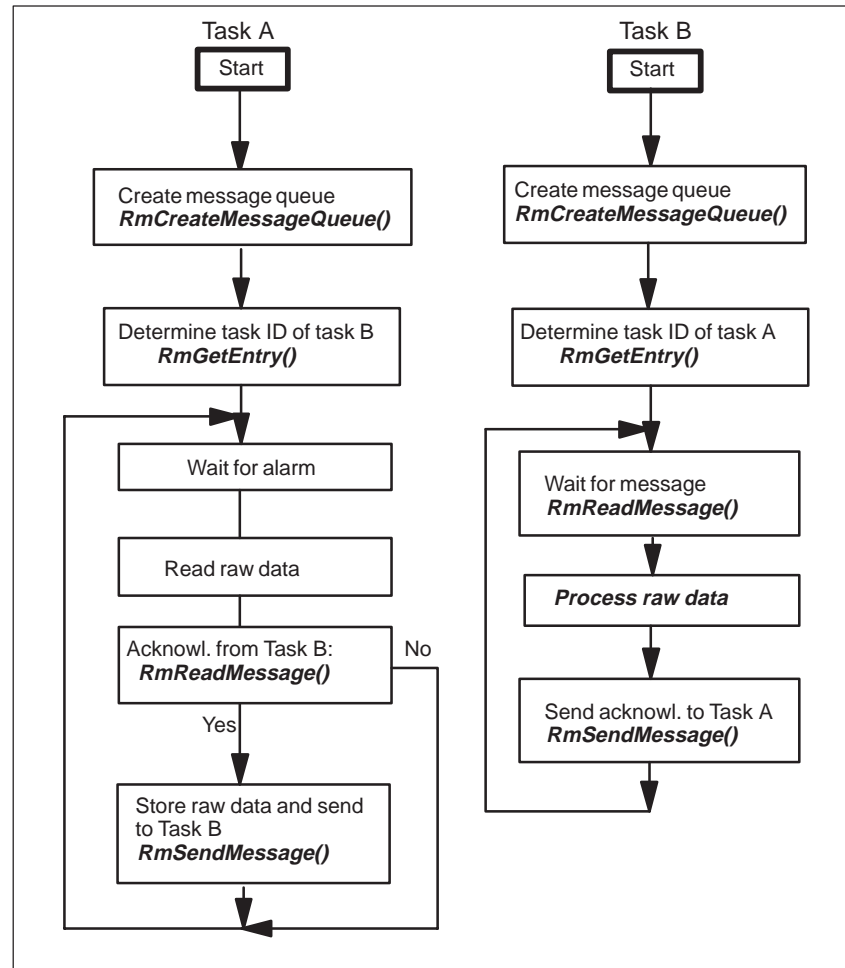 Task A
Start
Create message queue
RmCreateMessageQueue()
Determine task ID of task B
RmGetEntry()
Wait for alarm
Read raw data
Acknowl. from Task B:
RmReadMessage()
No
Yes
Store raw data and send
to Task B
RmSendMessage()
Task B
Start
Create message queue
RmCreateMessageQueue()
Determine task ID of task A
RmGetEntry()
Wait for message
RmReadMessage()
Process raw data
Send acknowl. to Task A
RmSendMessage()